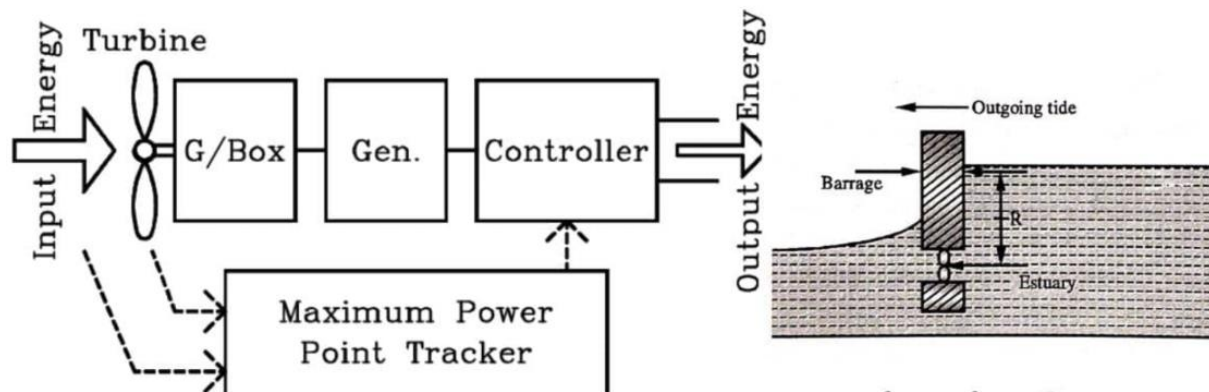 Turbine
Input Energy
G/Box
Gen.
Controller
Output Energy
Maximum Power
Point Tracker
Outgoing tide
Barrage
R
Estuary